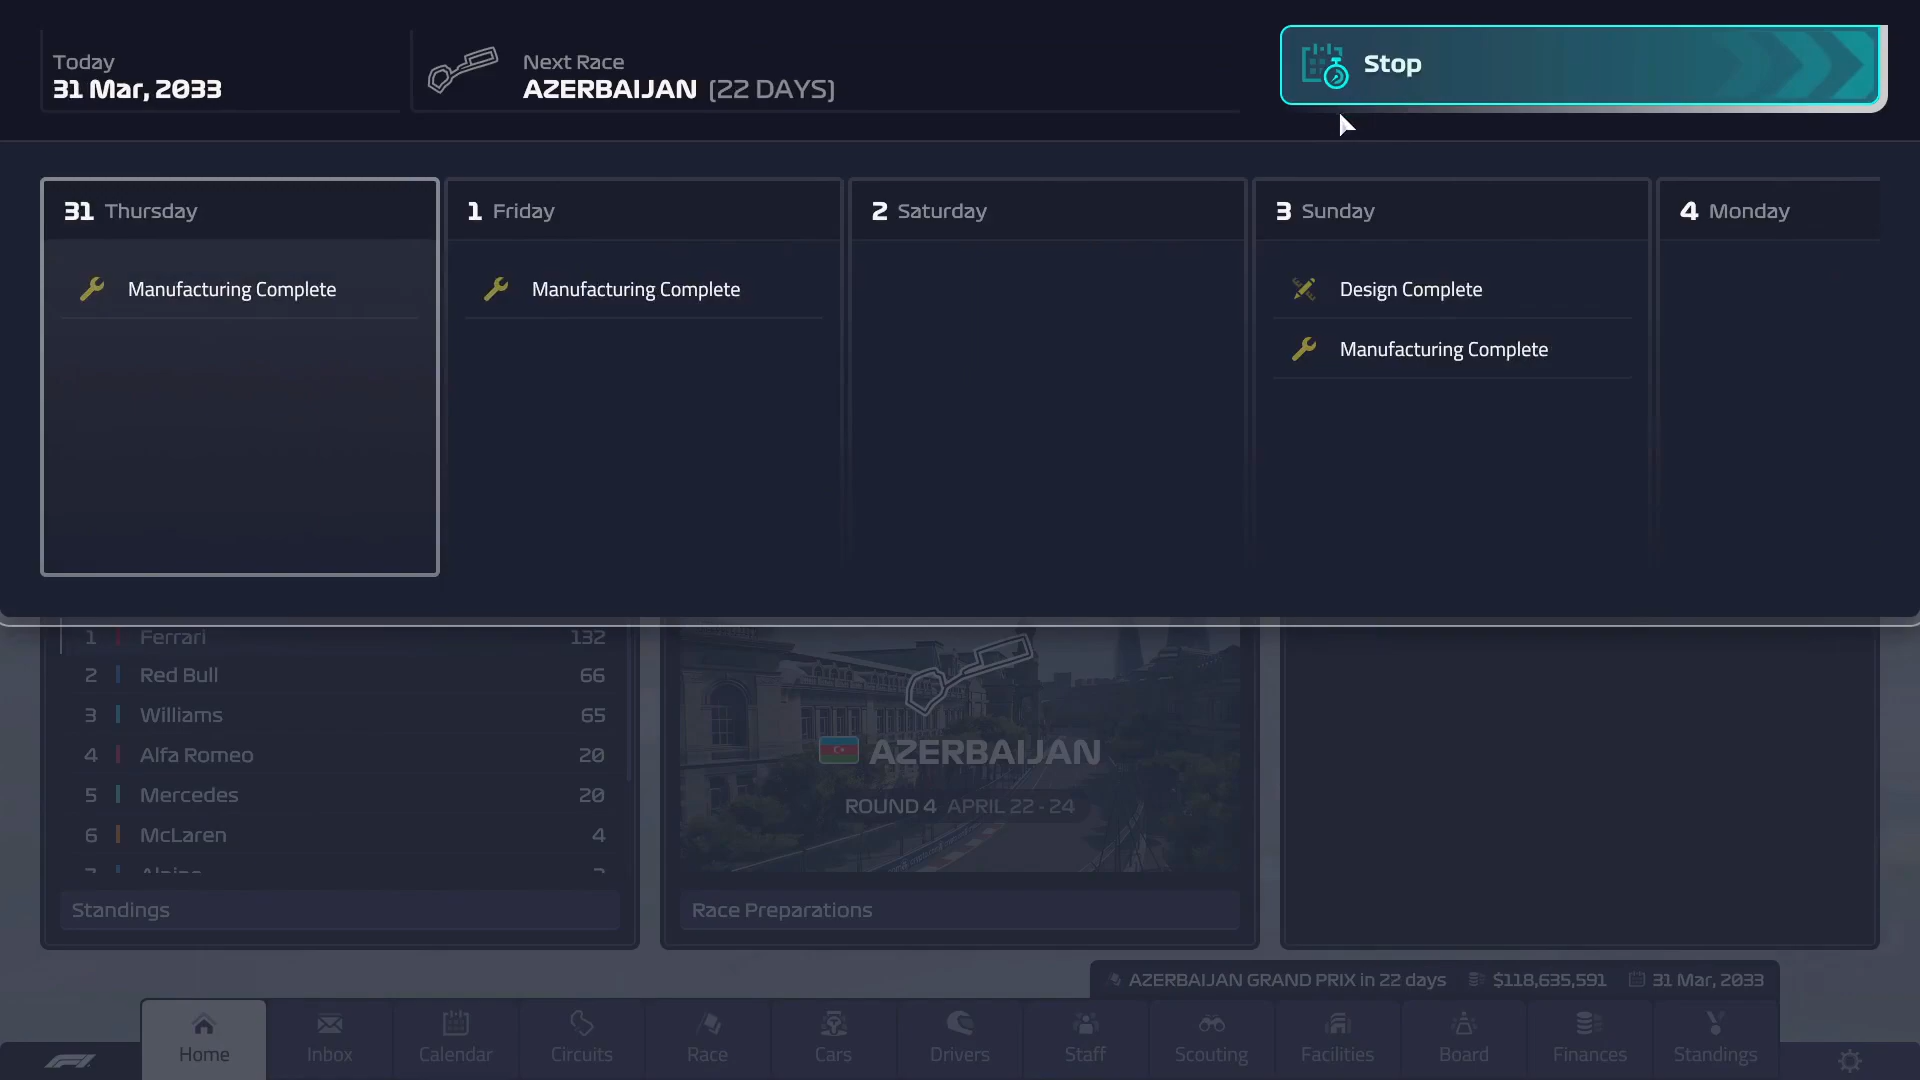 Today
31 Mar, 2033
Next Race
AZERBAIJAN (22 DAYS)
Stop
31 Thursday
Manufacturing Complete
1 Friday
Manufacturing Complete
2 Saturday
3 Sunday
Design Complete
Manufacturing Complete
4 Monday
1 Ferrari 132
2 Red Bull 66
3 Williams 65
4 Alfa Romeo 20
5 Mercedes 20
6 McLaren 4
Standings
AZERBAIJAN
ROUND 4 APRIL 22 - 24
Race Preparations
AZERBAIJAN GRAND PRIX in 22 days $118,635,591 31 Mar, 2033
Home
Inbox
Calendar
Circuits
Race
Cars
Drivers
Staff
Scouting
Facilities
Board
Finances
Standings